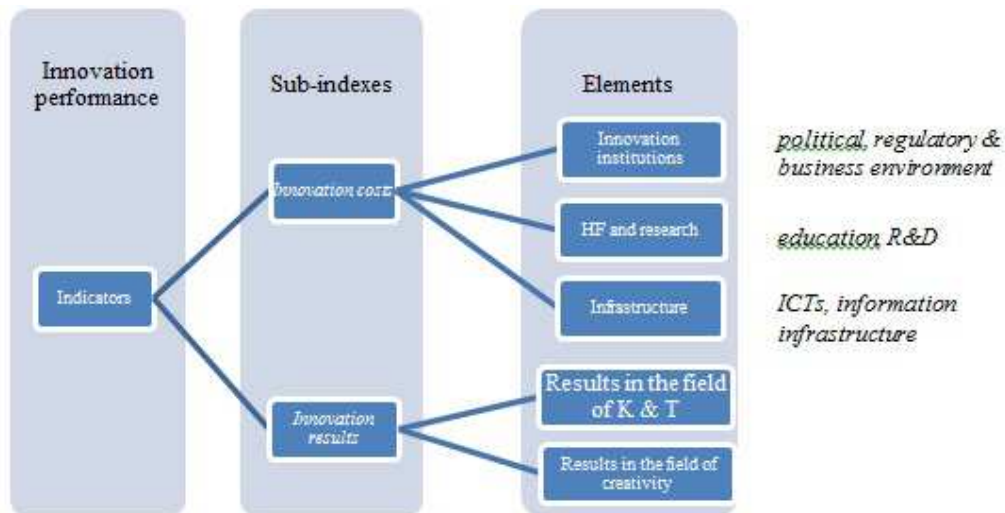 Innovation
performance
Sub-indexes
Elements
Indicators
Innovation costs
Innovation
results
Innovation
institutions
HF and research
Infrastructure
Results in the field
of K & T
Results in the field of
creativity
political, regulatory &
business environment
education R&D
ICTs, information
infrastructure